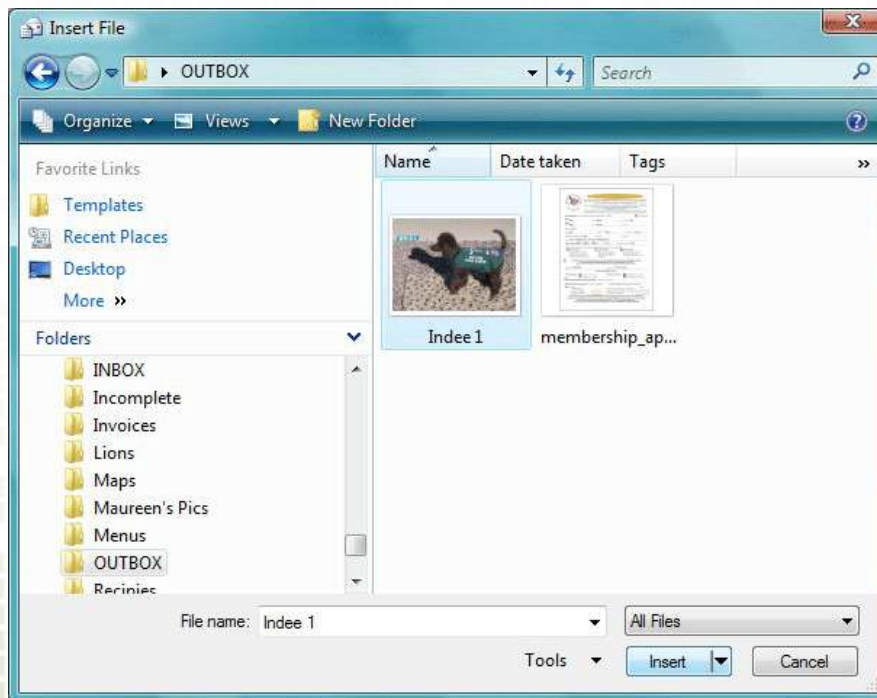 Insert File
OUTBOX
Search
Organize Views New Folder
Favorite Links
Templates
Recent Places
Desktop
More »
Folders
INBOX
Incomplete
Invoices
Lions
Maps
Maureen's Pics
Menus
OUTBOX
Recipies
Name Date taken Tags »
Indee 1 membership_ap...
File name: Indee 1 All Files
Tools Insert Cancel